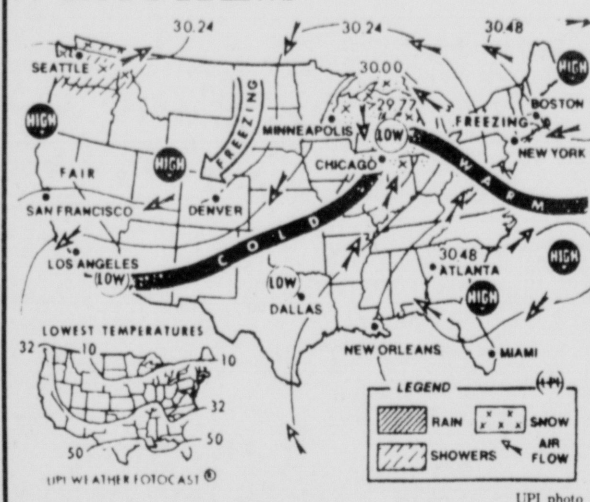 30.24
30.24
30.48
30.00
29.77
SEATTLE
HIGH
BOSTON
FREEZING
MINNEAPOLIS
LOW
FREEZING
NEW YORK
HIGH
HIGH
CHICAGO
WARM
FAIR
SAN FRANCISCO
DENVER
COLD
LOS ANGELES
LOW
LOW
DALLAS
30.48
ATLANTA
HIGH
HIGH
NEW ORLEANS
MIAMI
LOWEST TEMPERATURES
32
10
10
32
50
50
UPI WEATHER FOTOCAST ®
LEGEND
(UPI)
RAIN
SNOW
SHOWERS
AIR
FLOW
UPI photo